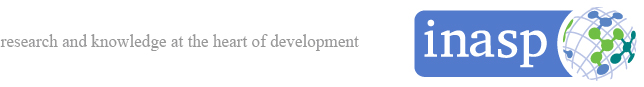 research and knowledge at the heart of development
inasp